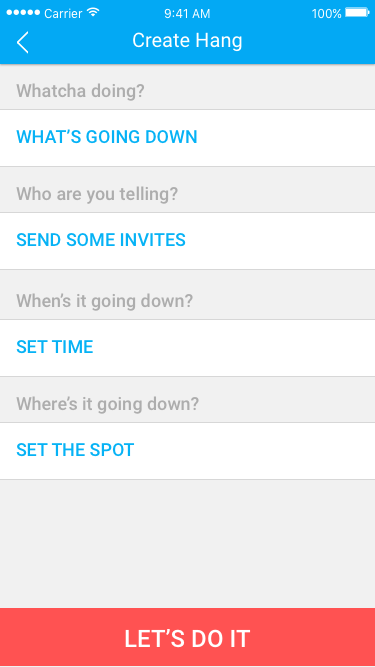 Carrier 9:41 AM 100%
Create Hang
Whatcha doing?
WHAT’S GOING DOWN
Who are you telling?
SEND SOME INVITES
When’s it going down?
SET TIME
Where’s it going down?
SET THE SPOT
LET’S DO IT